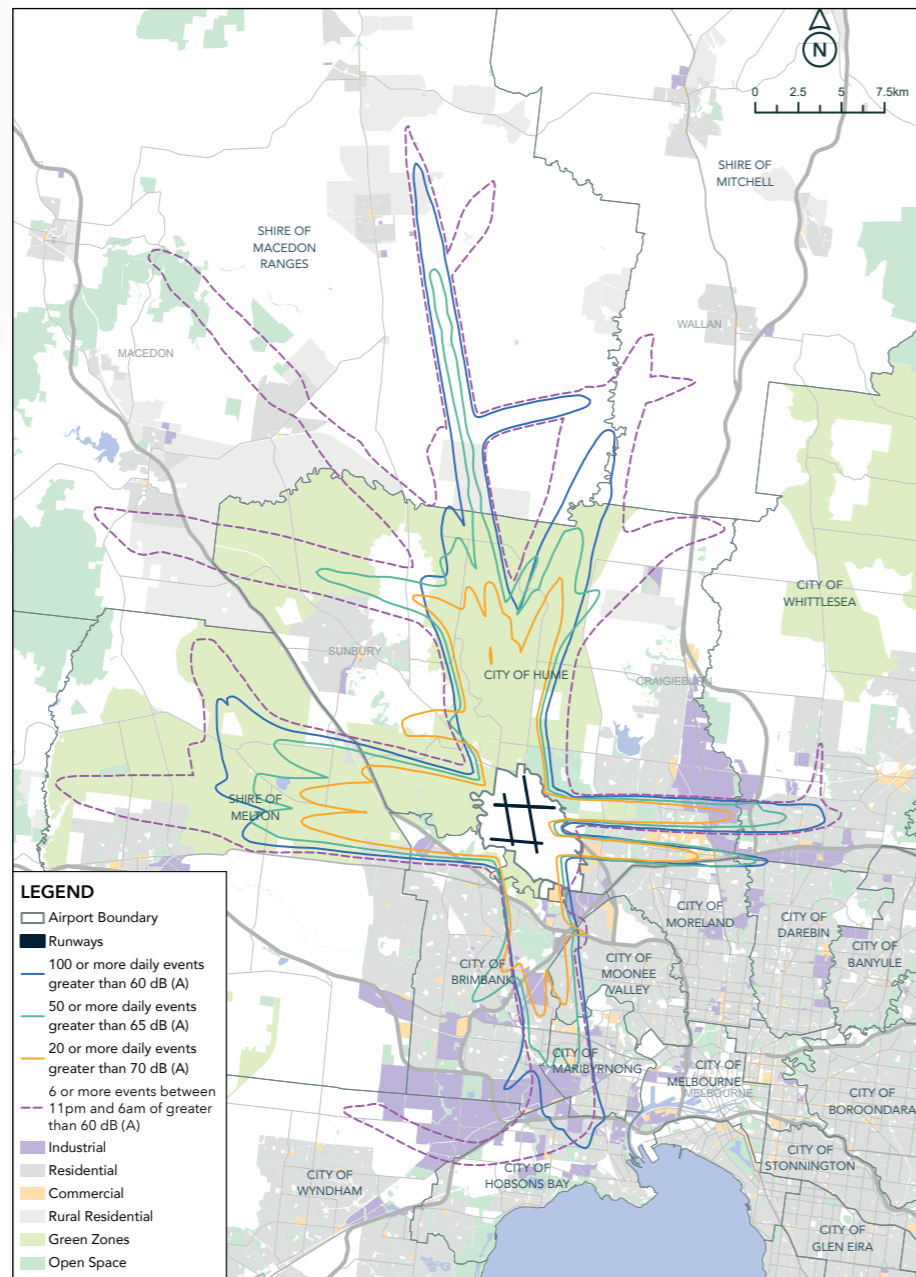 N
0 2.5 5 7.5km
SHIRE OF
MITCHELL
SHIRE OF
MACEDON
RANGES
WALLAN
MACEDON
CITY OF
WHITTLESEA
SUNBURY
CITY OF HUME
CRAIGIEBURN
SHIRE OF
MELTON
CITY OF
MORELAND
CITY OF
DAREBIN
CITY OF
BANYULE
CITY OF
BRIMBANK
CITY OF
MOONEE
VALLEY
CITY OF
MARIBYRNONG
CITY OF
MELBOURNE
MELBOURNE
CITY OF
BOROONDARA
CITY OF
STONNINGTON
CITY OF
WYNDHAM
CITY OF
HOBSONS BAY
CITY OF
GLEN EIRA
LEGEND
Airport Boundary
Runways
100 or more daily events
greater than 60 dB (A)
50 or more daily events
greater than 65 dB (A)
20 or more daily events
greater than 70 dB (A)
6 or more events between
11pm and 6am of greater
than 60 dB (A)
Industrial
Residential
Commercial
Rural Residential
Green Zones
Open Space